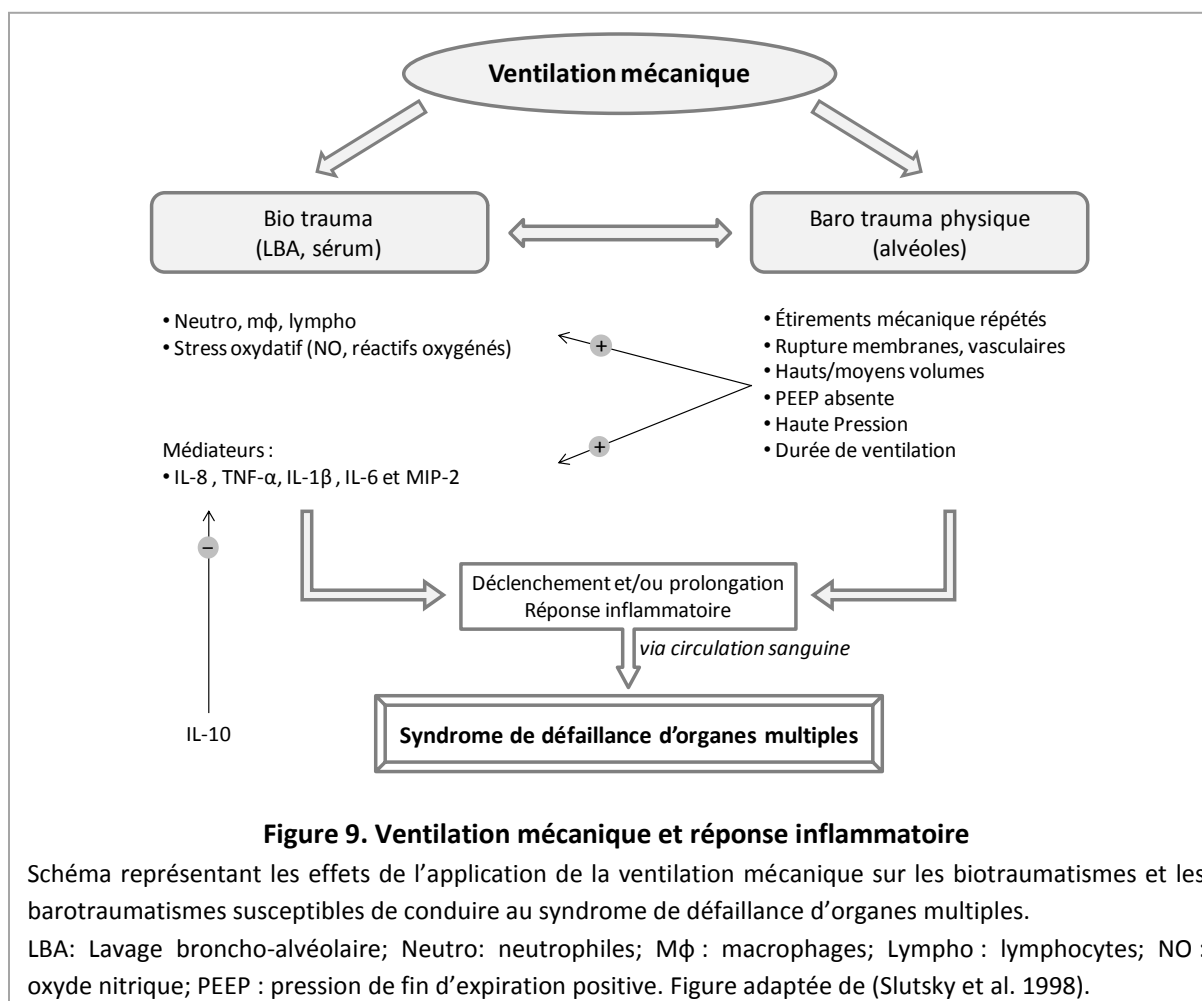 Ventilation mécanique
Bio trauma
(LBA, sérum)
Baro trauma physique
(alvéoles)
• Neutro, mϕ, lympho
• Stress oxydatif (NO, réactifs oxygénés)
Médiateurs :
• IL-8 , TNF-α, IL-1β , IL-6 et MIP-2
+
+
• Étirements mécanique répétés
• Rupture membranes, vasculaires
• Hauts/moyens volumes
• PEEP absente
• Haute Pression
• Durée de ventilation
−
IL-10
Déclenchement et/ou prolongation
Réponse inflammatoire
via circulation sanguine
Syndrome de défaillance d’organes multiples
Figure 9. Ventilation mécanique et réponse inflammatoire
Schéma représentant les effets de l’application de la ventilation mécanique sur les biotraumatismes et les
barotraumatismes susceptibles de conduire au syndrome de défaillance d’organes multiples.
LBA: Lavage broncho-alvéolaire; Neutro: neutrophiles; Mϕ : macrophages; Lympho : lymphocytes; NO :
oxyde nitrique; PEEP : pression de fin d’expiration positive. Figure adaptée de (Slutsky et al. 1998).